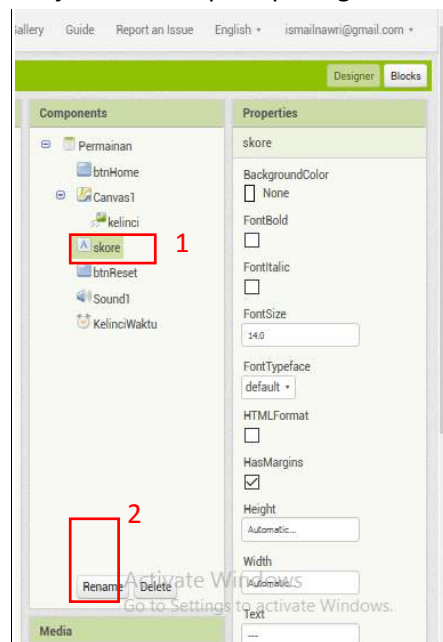 Gallery Guide Report an Issue English ismailnawri@gmail.com
Designer Blocks
Components
Permainan
btnHome
Canvas1
kelinci
skore
1
btnReset
Sound1
KelinciWaktu
2
Rename Delete
Media
Properties
skore
BackgroundColor
None
FontBold
FontItalic
FontSize
14.0
FontTypeface
default
HTMLFormat
HasMargins
Height
Automatic...
Width
Automatic...
Text
---
Activate Windows
Go to Settings to activate Windows.